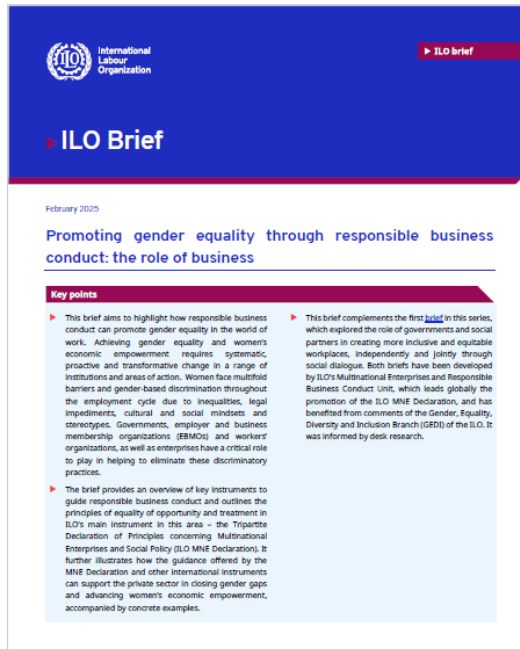 International
Labour
Organization
ILO brief
ILO Brief
February 2025
Promoting gender equality through responsible business
conduct: the role of business
Key points
This brief aims to highlight how responsible business
conduct can promote gender equality in the world of
work. Achieving gender equality and women's
economic empowerment requires systematic,
proactive and transformative change in a range of
institutions and areas of action. Women face multifold
barriers and gender-based discrimination throughout
the employment cycle due to inequalities, legal
impediments, cultural and social mindsets and
stereotypes. Governments, employer and business
membership organizations (EBMOs) and workers'
organizations, as well as enterprises have a critical role
to play in helping to eliminate these discriminatory
practices.
The brief provides an overview of key instruments to
guide responsible business conduct and outlines the
principles of equality of opportunity and treatment in
ILO's main instrument in this area – the Tripartite
Declaration of Principles concerning Multinational
Enterprises and Social Policy (ILO MNE Declaration). It
further illustrates how the guidance offered by the
MNE Declaration and other international instruments
can support the private sector in closing gender gaps
and advancing women's economic empowerment,
accompanied by concrete examples.
This brief complements the first brief in this series,
which explored the role of governments and social
partners in creating more inclusive and equitable
workplaces, independently and jointly through
social dialogue. Both briefs have been developed
by ILO's Multinational Enterprises and Responsible
Business Conduct Unit, which leads globally the
promotion of the ILO MNE Declaration, and has
benefited from comments of the Gender, Equality,
Diversity and Inclusion Branch (GEDI) of the ILO. It
was informed by desk research.